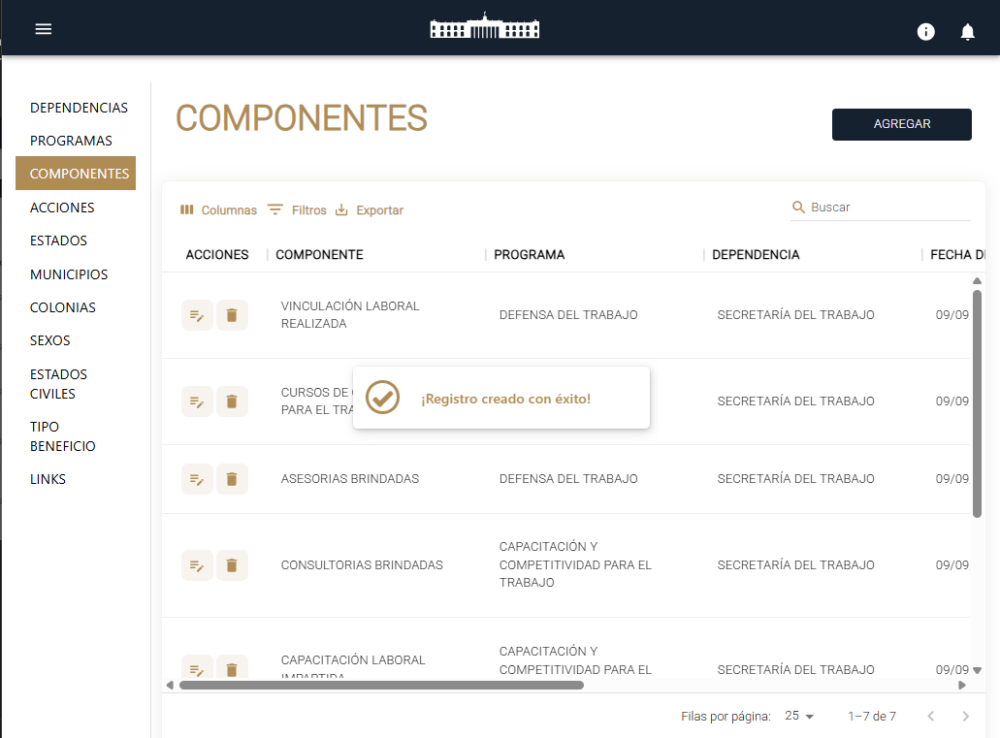 COMPONENTES
AGREGAR
DEPENDENCIAS
PROGRAMAS
COMPONENTES
ACCIONES
ESTADOS
MUNICIPIOS
COLONIAS
SEXOS
ESTADOS
CIVILES
TIPO
BENEFICIO
LINKS
Columnas Filtros Exportar Buscar
ACCIONES COMPONENTE PROGRAMA DEPENDENCIA FECHA
VINCULACIÓN LABORAL
REALIZADA
DEFENSA DEL TRABAJO
SECRETARÍA DEL TRABAJO
09/09
CURSOS DE
PARA EL
¡Registro creado con éxito!
SECRETARÍA DEL TRABAJO
09/09
ASESORIAS BRINDADAS
DEFENSA DEL TRABAJO
SECRETARÍA DEL TRABAJO
09/09
CONSULTORIAS BRINDADAS
CAPACITACIÓN Y
COMPETITIVIDAD PARA EL
TRABAJO
SECRETARÍA DEL TRABAJO
09/09
CAPACITACIÓN LABORAL
IMPARTIDA
CAPACITACIÓN Y
COMPETITIVIDAD PARA EL
SECRETARÍA DEL TRABAJO
09/09
Filas por página: 25 1–7 de 7